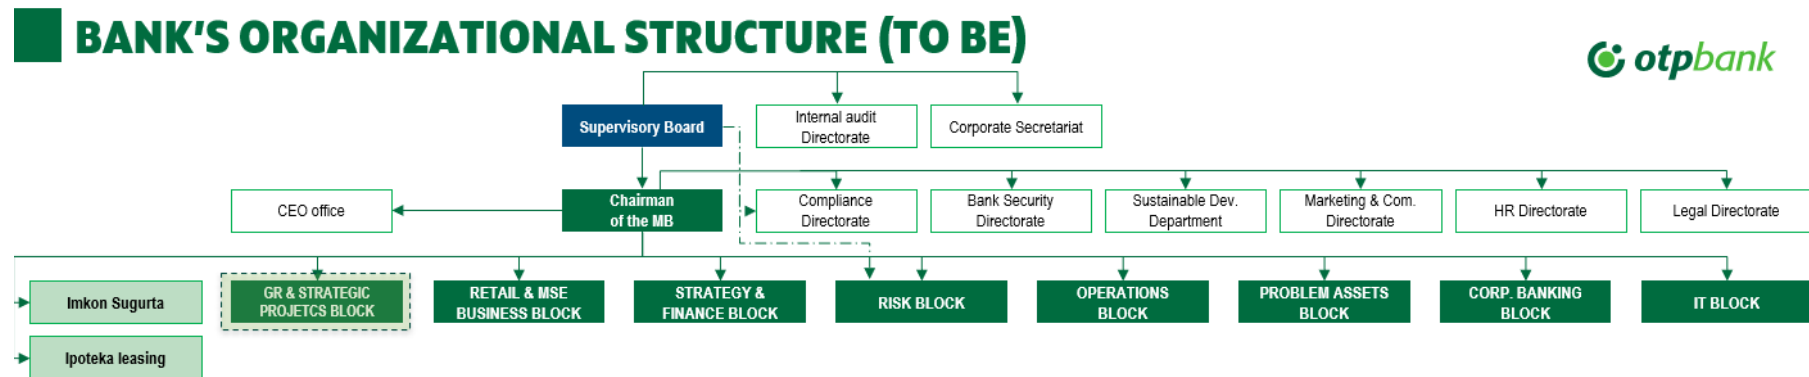 BANK'S ORGANIZATIONAL STRUCTURE (TO BE)
otpbank
Supervisory Board
Internal audit
Directorate
Corporate Secretariat
CEO office
Chairman
of the MB
Compliance
Directorate
Bank Security
Directorate
Sustainable Dev.
Department
Marketing & Com.
Directorate
HR Directorate
Legal Directorate
Imkon Sugurta
GR & STRATEGIC
PROJETCS BLOCK
RETAIL & MSE
BUSINESS BLOCK
STRATEGY &
FINANCE BLOCK
RISK BLOCK
OPERATIONS
BLOCK
PROBLEM ASSETS
BLOCK
CORP. BANKING
BLOCK
IT BLOCK
Ipoteka leasing